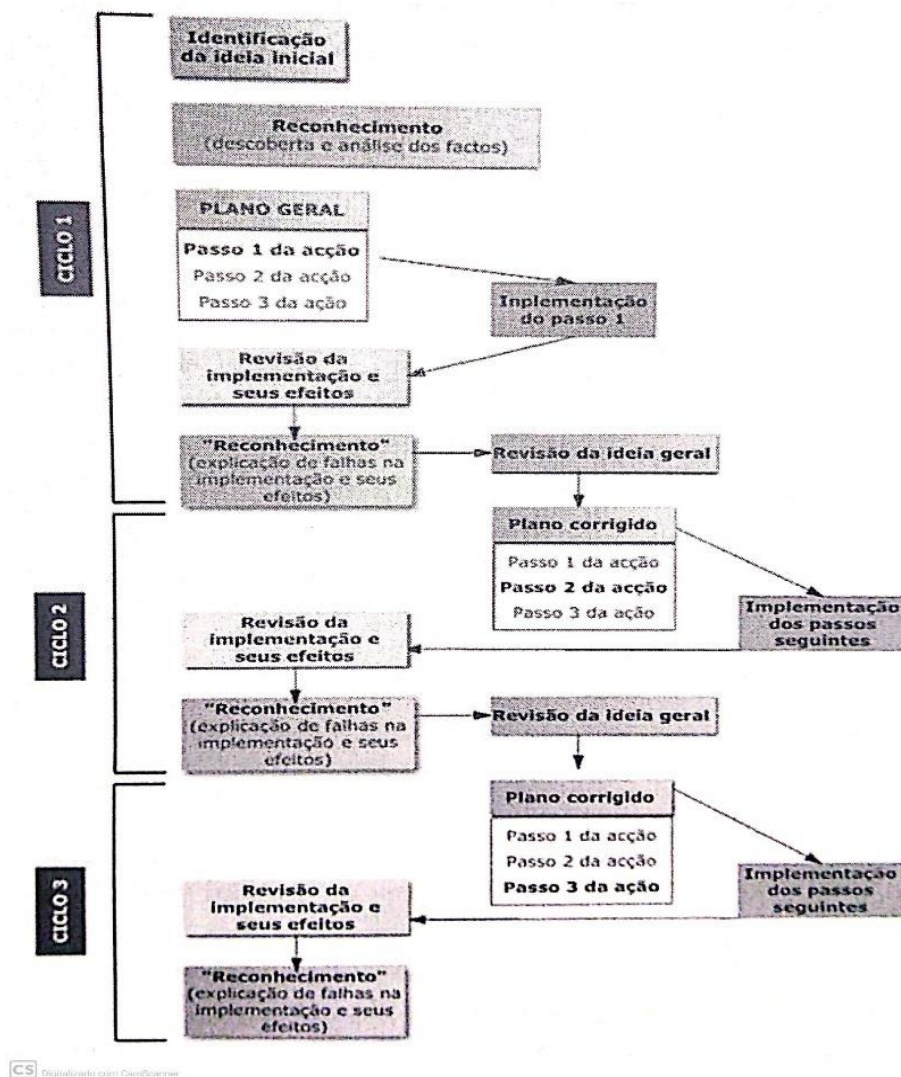 Identificação
da ideia inicial
Reconhecimento
(descoberta e análise dos factos)
CICLO 1
PLANO GERAL
Passo 1 da acção
Passo 2 da acção
Passo 3 da ação
Inplementação
do passo 1
Revisão da
implementação e
seus efeitos
"Reconhecimento"
(explicação de falhas na
implementação e seus
efeitos)
Revisão da ideia geral
Plano corrigido
Passo 1 da acção
Passo 2 da acção
Passo 3 da ação
CICLO 2
Implementação
dos passos
seguintes
Revisão da
implementação e
seus efeitos
"Reconhecimento"
(explicação de falhas na
implementação e seus
efeitos)
Revisão da ideia geral
Plano corrigido
Passo 1 da acção
Passo 2 da acção
Passo 3 da ação
CICLO 3
Implementação
dos passos
seguintes
Revisão da
implementação e
seus efeitos
"Reconhecimento"
(explicação de falhas na
implementação e seus
efeitos)
CS Digitalizado com CamScanner